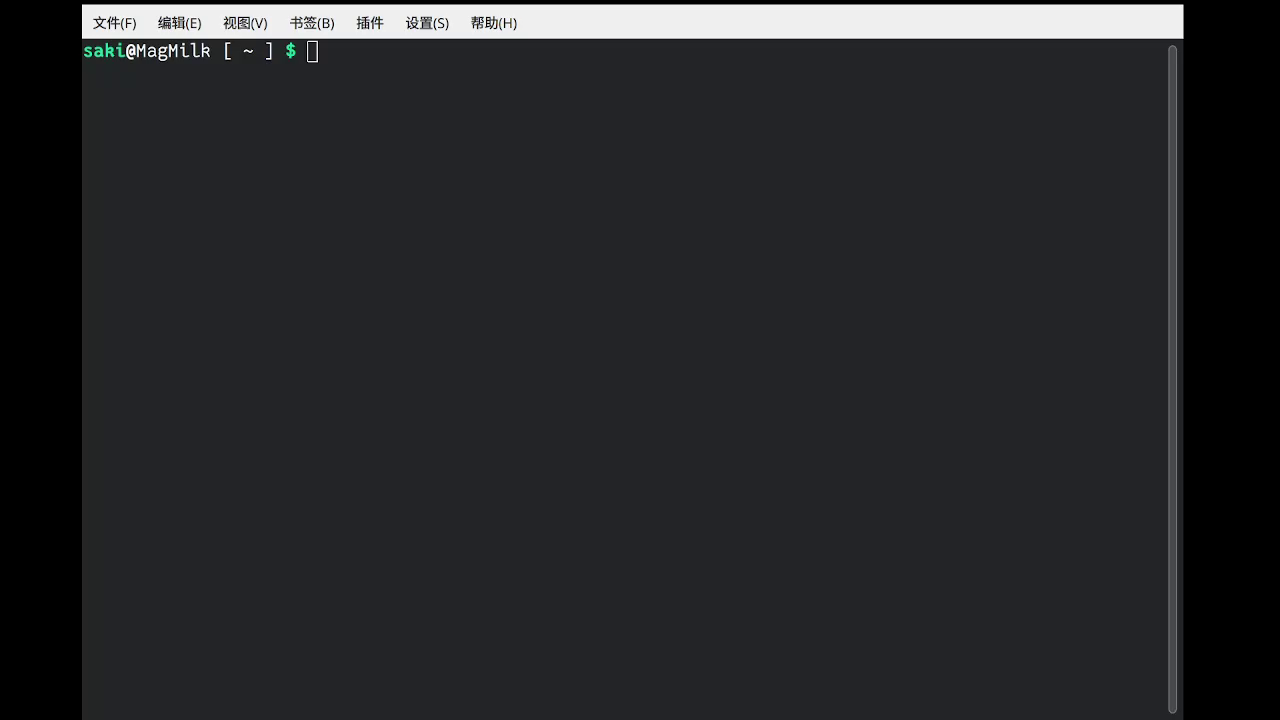 文件(F) 编辑(E) 视图(V) 书签(B) 插件 设置(S) 帮助(H)
saki@MagMilk [ ~ ] $